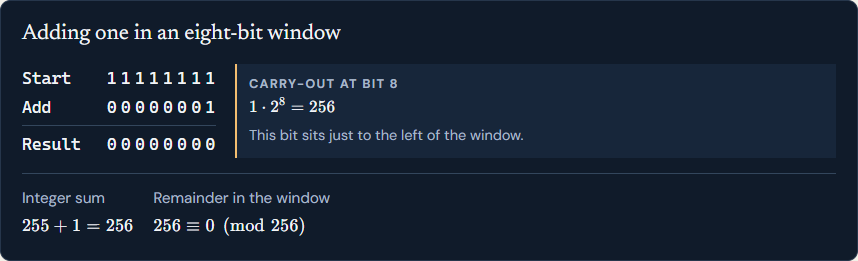 Adding one in an eight-bit window
Start 11111111
Add 00000001
Result 00000000
CARRY-OUT AT BIT 8
1 · 2⁸ = 256
This bit sits just to the left of the window.
Integer sum
255 + 1 = 256
Remainder in the window
256 ≡ 0 (mod 256)